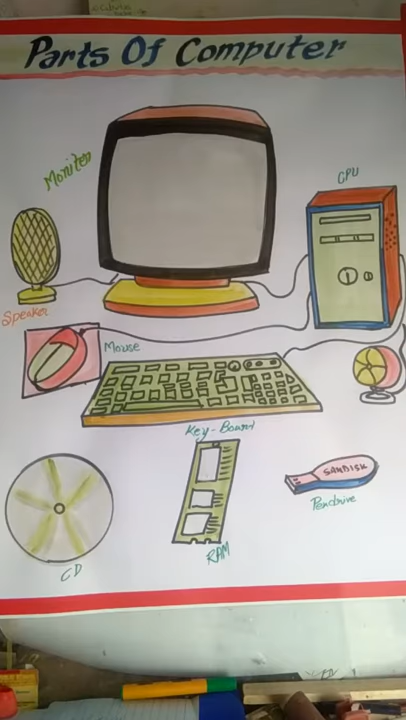 Parts Of Computer
Moniter
CPU
Speaker
Mouse
Key-Board
SANDISK
Pendrive
CD
RAM